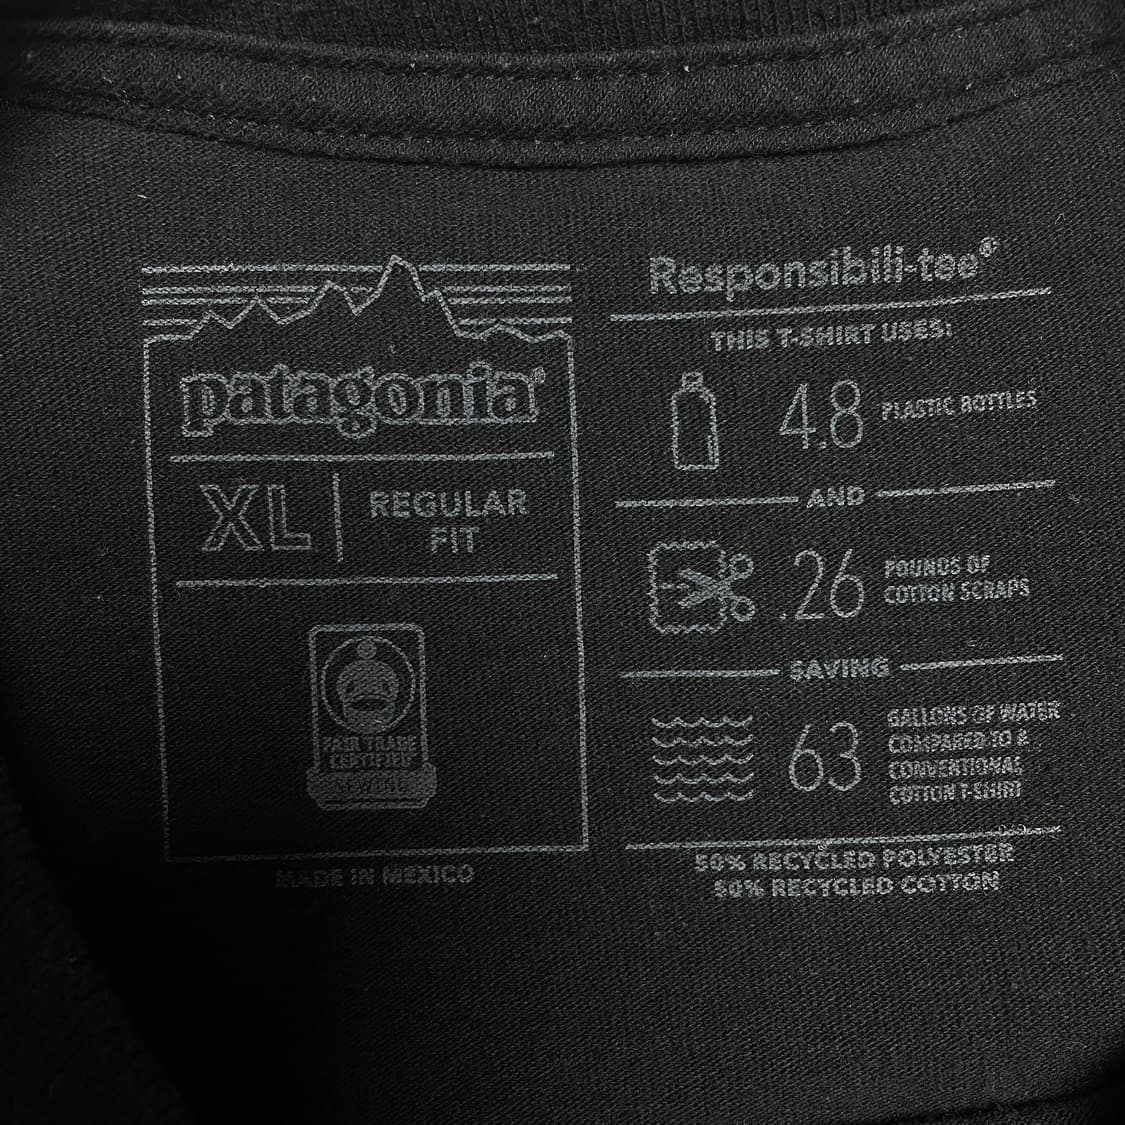 patagonia®
XL
REGULAR
FIT
FAIR TRADE
CERTIFIED
SEWING
MADE IN MEXICO
Responsibili-tee®
THIS T-SHIRT USES:
4.8 PLASTIC BOTTLES
AND
.26 POUNDS OF
COTTON SCRAPS
SAVING
63 GALLONS OF WATER
COMPARED TO A
CONVENTIONAL
COTTON T-SHIRT
50% RECYCLED POLYESTER
50% RECYCLED COTTON